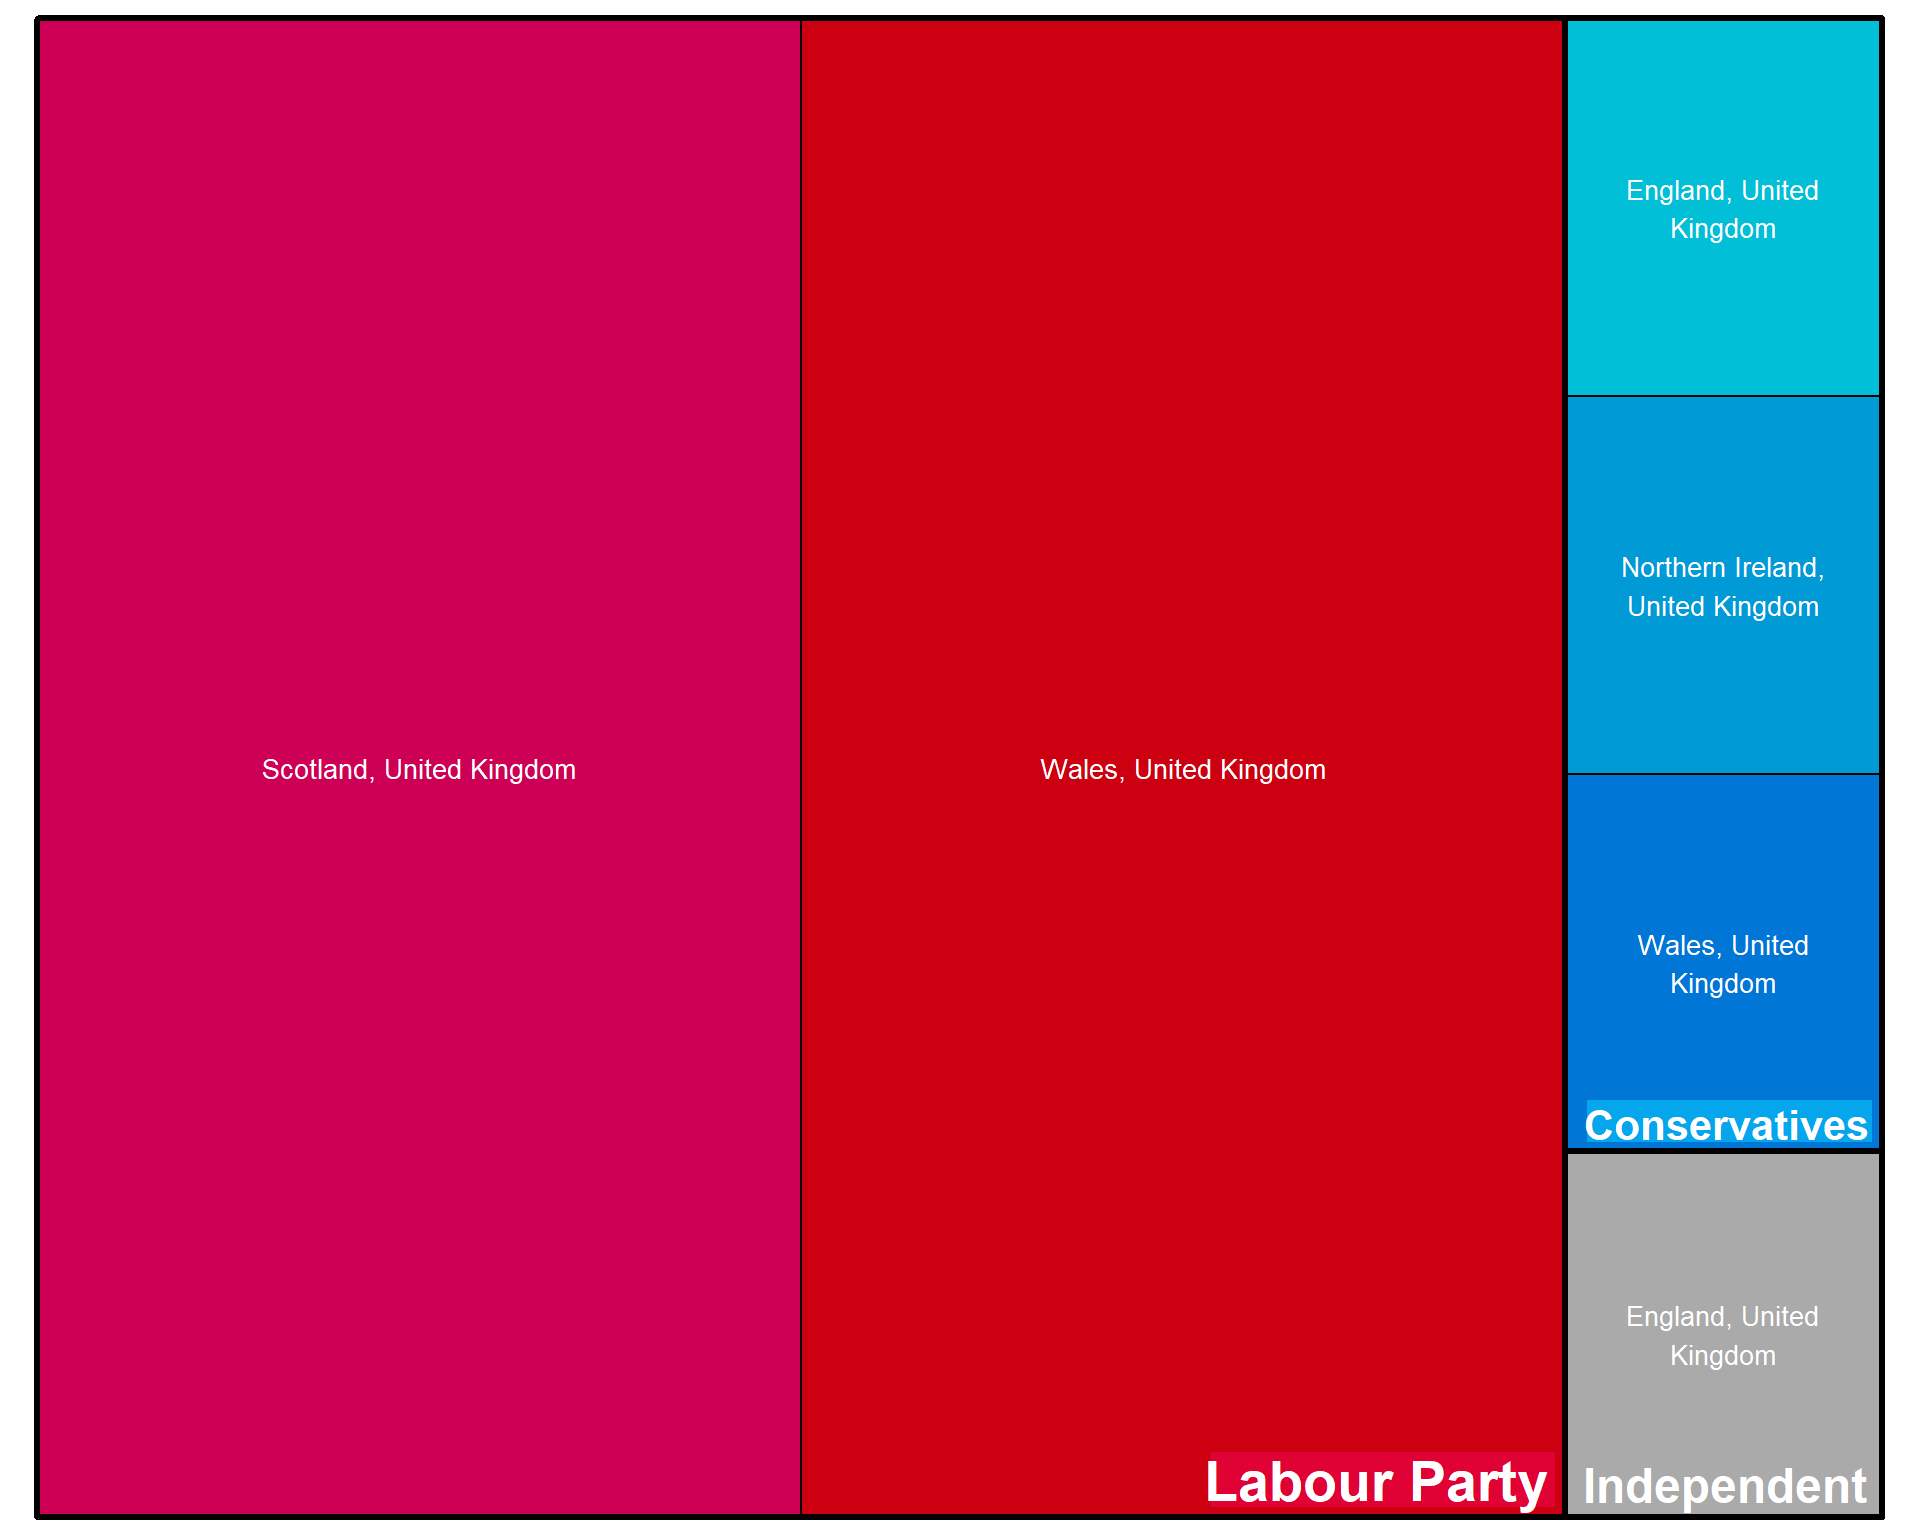 Scotland, United Kingdom
Wales, United Kingdom
Labour Party
England, United
Kingdom
Northern Ireland,
United Kingdom
Wales, United
Kingdom
Conservatives
England, United
Kingdom
Independent